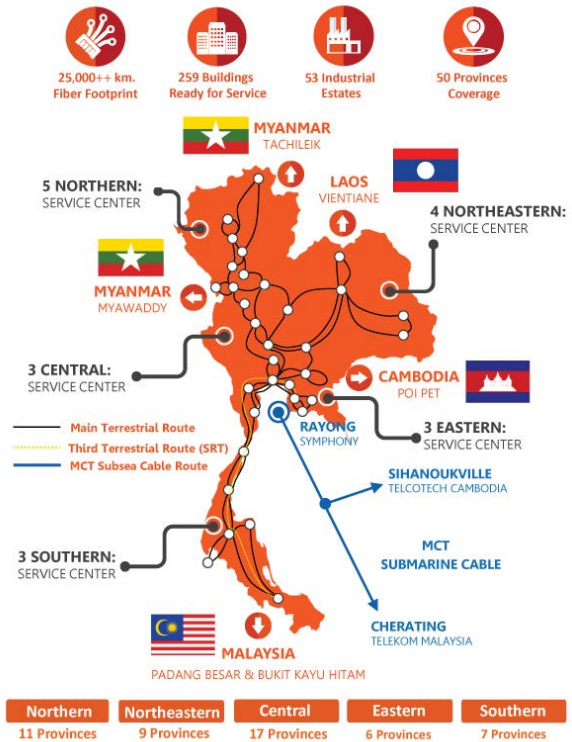 25,000++ km.
Fiber Footprint
259 Buildings
Ready for Service
53 Industrial
Estates
50 Provinces
Coverage
MYANMAR
TACHILEIK
LAOS
VIENTIANE
5 NORTHERN:
SERVICE CENTER
4 NORTHEASTERN:
SERVICE CENTER
MYANMAR
MYAWADDY
3 CENTRAL:
SERVICE CENTER
CAMBODIA
POI PET
RAYONG
SYMPHONY
3 EASTERN:
SERVICE CENTER
Main Terrestrial Route
Third Terrestrial Route (SRT)
MCT Subsea Cable Route
SIHANOUKVILLE
TELCOTECH CAMBODIA
MCT
SUBMARINE CABLE
3 SOUTHERN:
SERVICE CENTER
CHERATING
TELEKOM MALAYSIA
MALAYSIA
PADANG BESAR & BUKIT KAYU HITAM
Northern
11 Provinces
Northeastern
9 Provinces
Central
17 Provinces
Eastern
6 Provinces
Southern
7 Provinces